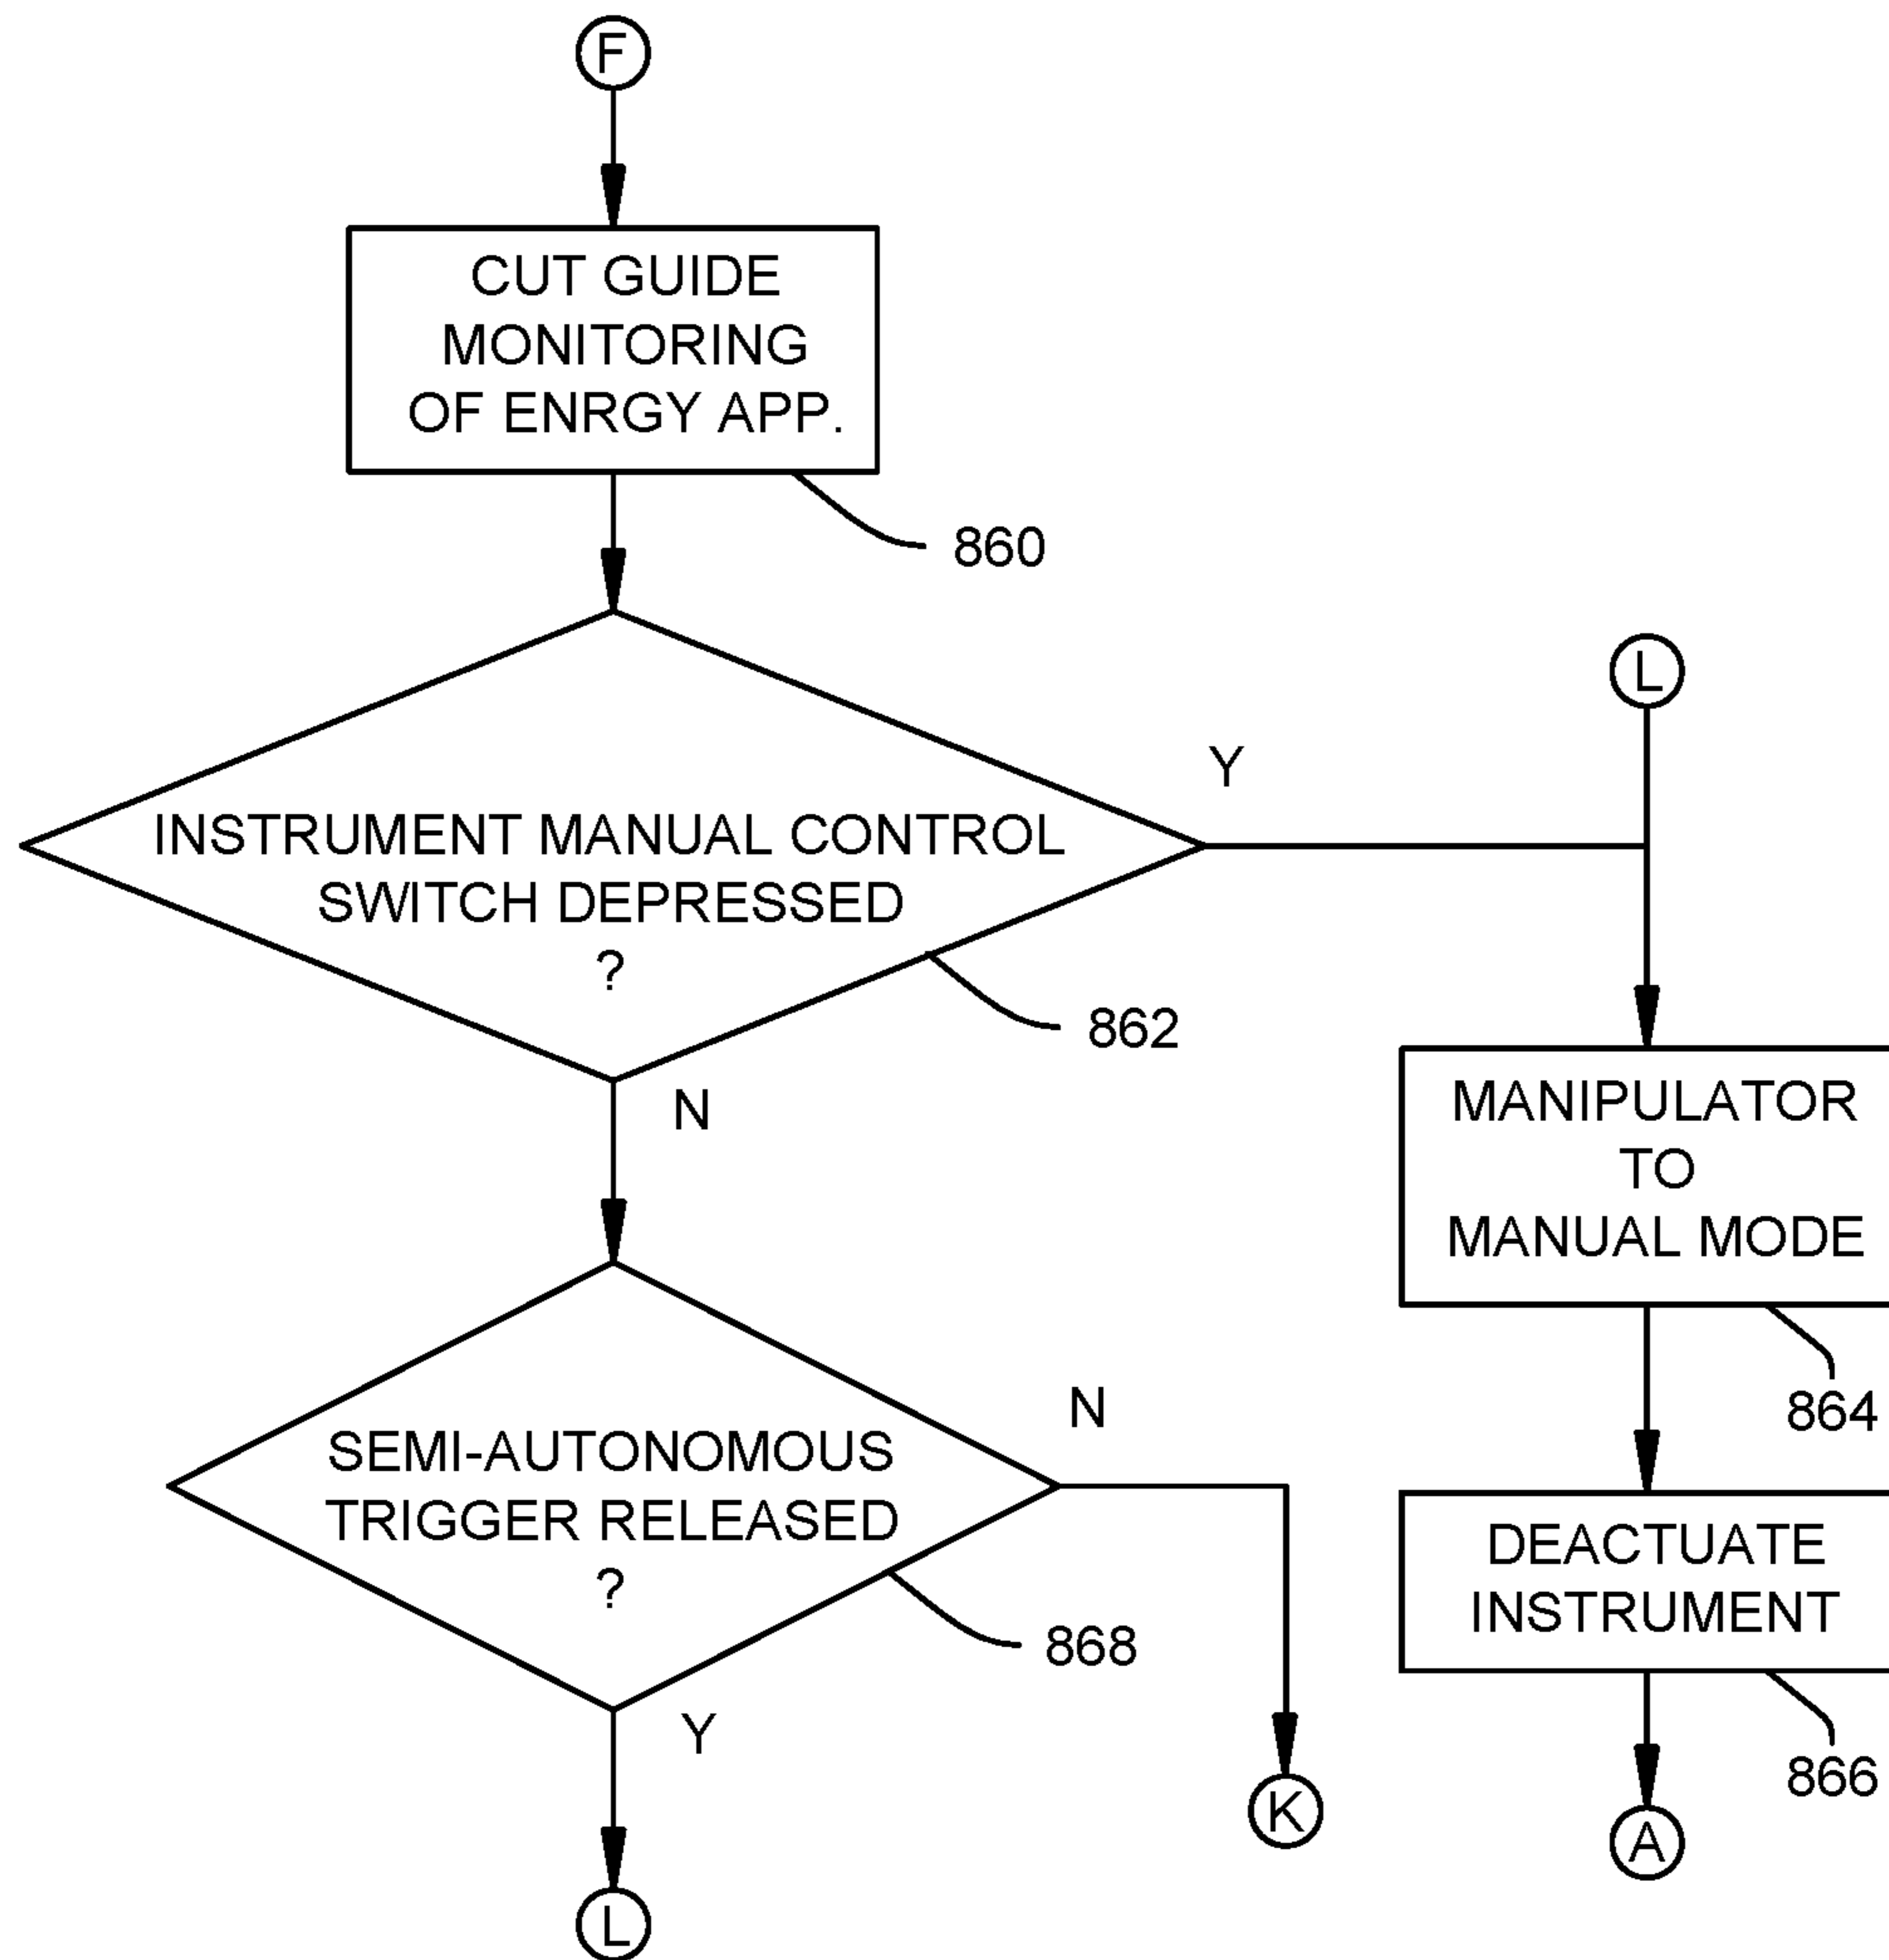 F
CUT GUIDE
MONITORING
OF ENRGY APP.
860
INSTRUMENT MANUAL CONTROL
SWITCH DEPRESSED
?
862
Y
N
L
MANIPULATOR
TO
MANUAL MODE
864
DEACTUATE
INSTRUMENT
866
A
SEMI-AUTONOMOUS
TRIGGER RELEASED
?
868
N
K
Y
L